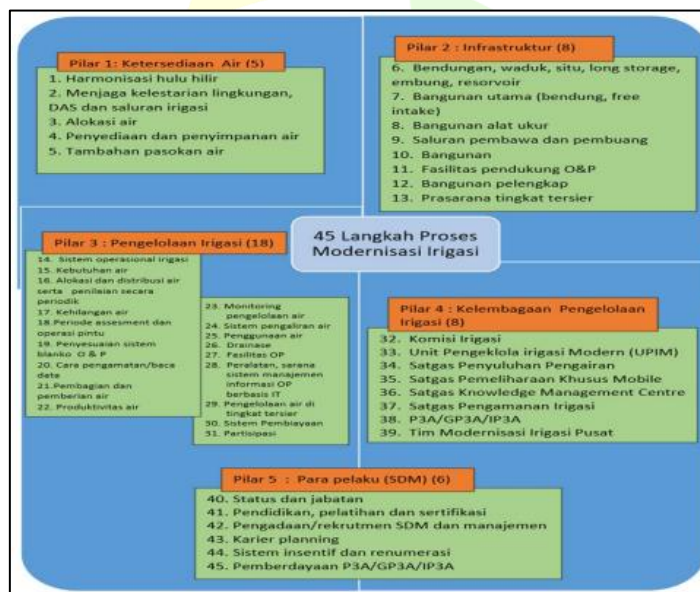 Pilar 1: Ketersediaan Air (5)
1. Harmonisasi hulu hilir
2. Menjaga kelestarian lingkungan,
DAS dan saluran irigasi
3. Alokasi air
4. Penyediaan dan penyimpanan air
5. Tambahan pasokan air
Pilar 2 : Infrastruktur (8)
6. Bendungan, waduk, situ, long storage,
embung, resorvoir
7. Bangunan utama (bendung, free
intake)
8. Bangunan alat ukur
9. Saluran pembawa dan pembuang
10. Bangunan
11. Fasilitas pendukung O&P
12. Bangunan pelengkap
13. Prasarana tingkat tersier
45 Langkah Proses
Modernisasi Irigasi
Pilar 3 : Pengelolaan Irigasi (18)
14. Sistem operasional irigasi
15. Kebutuhan air
16. Alokasi dan distribusi air
serta penilaian secara
periodik
17. Kehilangan air
18.Periode assesment dan
operasi pintu
19. Penyesuaian sistem
blanko O & P
20. Cara pengamatan/baca
data
21.Pembagian dan
pemberian air
22. Produktivitas air
23. Monitoring
pengelolaan air
24. Sistem pengaliran air
25. Penggunaan air
26. Drainase
27. Fasilitas OP
28. Peralatan, sarana
sistem manajemen
informasi OP
berbasis IT
29. Pengelolaan air di
tingkat tersier
30. Sistem Pembiayaan
31. Partisipasi
Pilar 4 : Kelembagaan Pengelolaan
Irigasi (8)
32. Komisi Irigasi
33. Unit Pengeklola irigasi Modern (UPIM)
34. Satgas Penyuluhan Pengairan
35. Satgas Pemeliharaan Khusus Mobile
36. Satgas Knowledge Management Centre
37. Satgas Pengamanan Irigasi
38. P3A/GP3A/IP3A
39. Tim Modernisasi Irigasi Pusat
Pilar 5 : Para pelaku (SDM) (6)
40. Status dan jabatan
41. Pendidikan, pelatihan dan sertifikasi
42. Pengadaan/rekrutmen SDM dan manajemen
43. Karier planning
44. Sistem insentif dan renumerasi
45. Pemberdayaan P3A/GP3A/IP3A